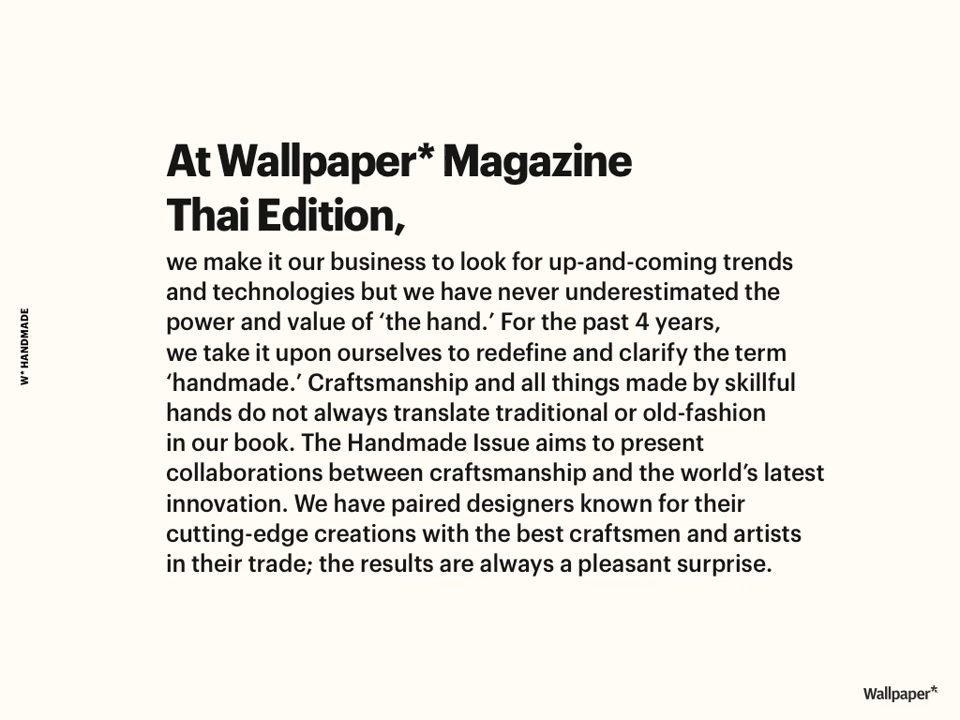 At Wallpaper* Magazine
Thai Edition,
we make it our business to look for up-and-coming trends
and technologies but we have never underestimated the
power and value of ‘the hand.’ For the past 4 years,
we take it upon ourselves to redefine and clarify the term
‘handmade.’ Craftsmanship and all things made by skillful
hands do not always translate traditional or old-fashion
in our book. The Handmade Issue aims to present
collaborations between craftsmanship and the world’s latest
innovation. We have paired designers known for their
cutting-edge creations with the best craftsmen and artists
in their trade; the results are always a pleasant surprise.
W* HANDMADE
Wallpaper*